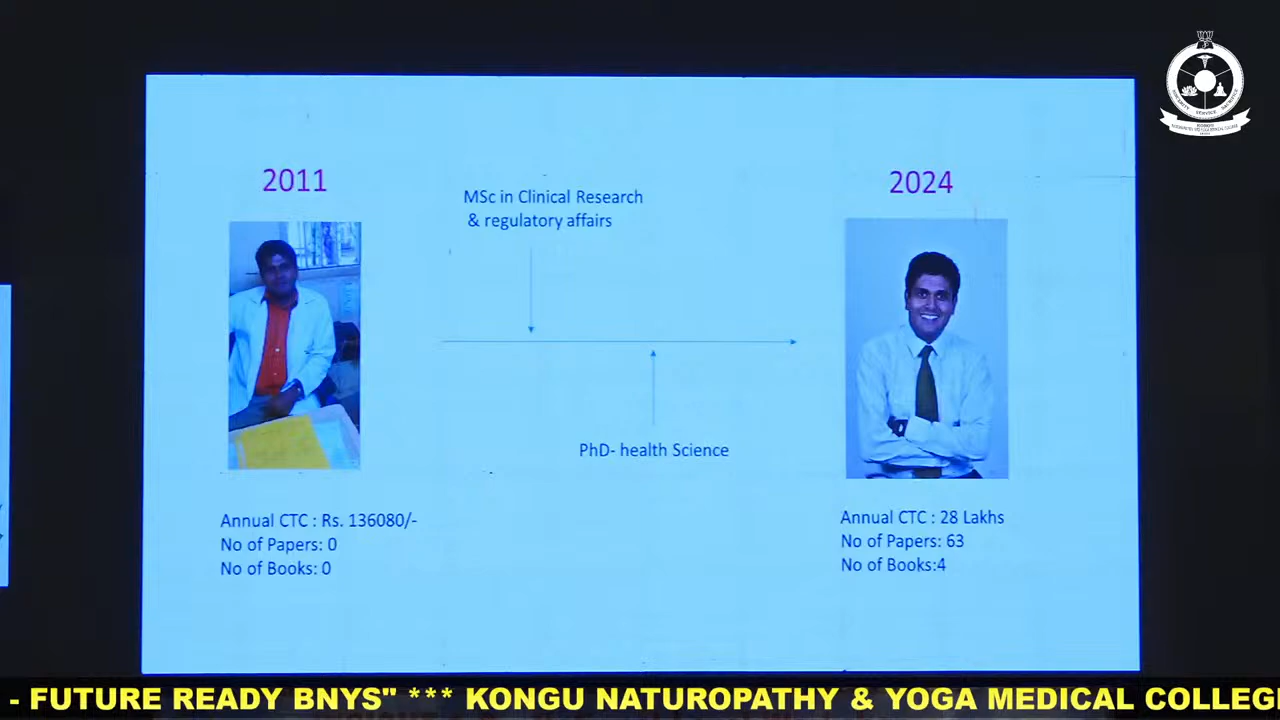 2011
MSc in Clinical Research
& regulatory affairs
2024
PhD- health Science
Annual CTC : Rs. 136080/-
No of Papers: 0
No of Books: 0
Annual CTC : 28 Lakhs
No of Papers: 63
No of Books:4
- FUTURE READY BNYS" *** KONGU NATUROPATHY & YOGA MEDICAL COLLEG